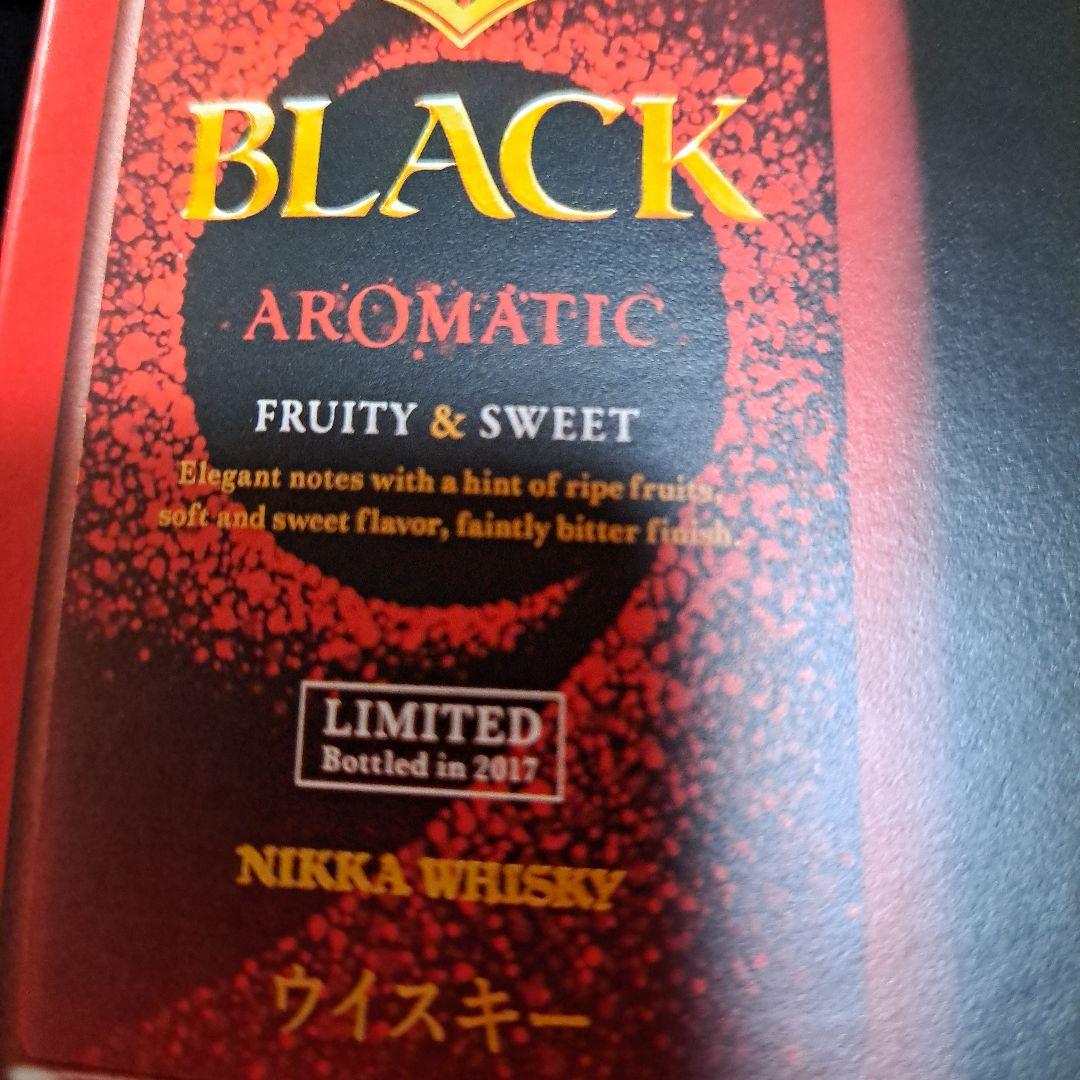 BLACK
AROMATIC
FRUITY & SWEET
Elegant notes with a hint of ripe fruits,
soft and sweet flavor, faintly bitter finish.
LIMITED
Bottled in 2017
NIKKA WHISKY
ウイスキー